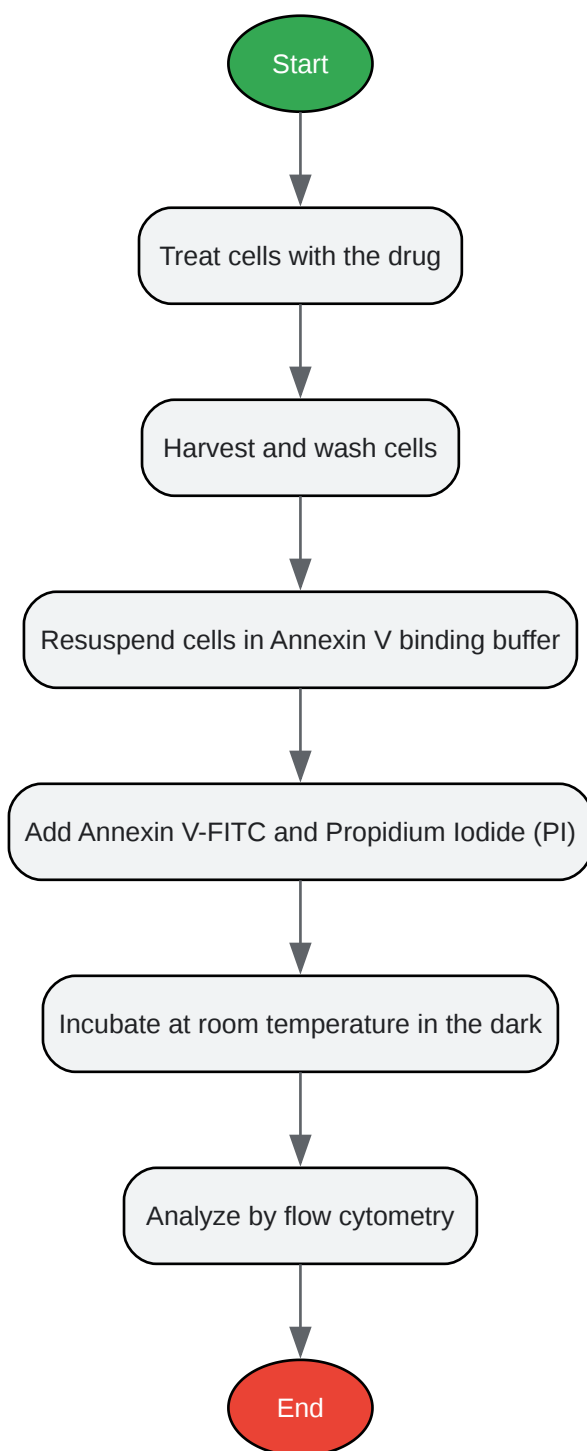 Start
Treat cells with the drug
Harvest and wash cells
Resuspend cells in Annexin V binding buffer
Add Annexin V-FITC and Propidium Iodide (PI)
Incubate at room temperature in the dark
Analyze by flow cytometry
End